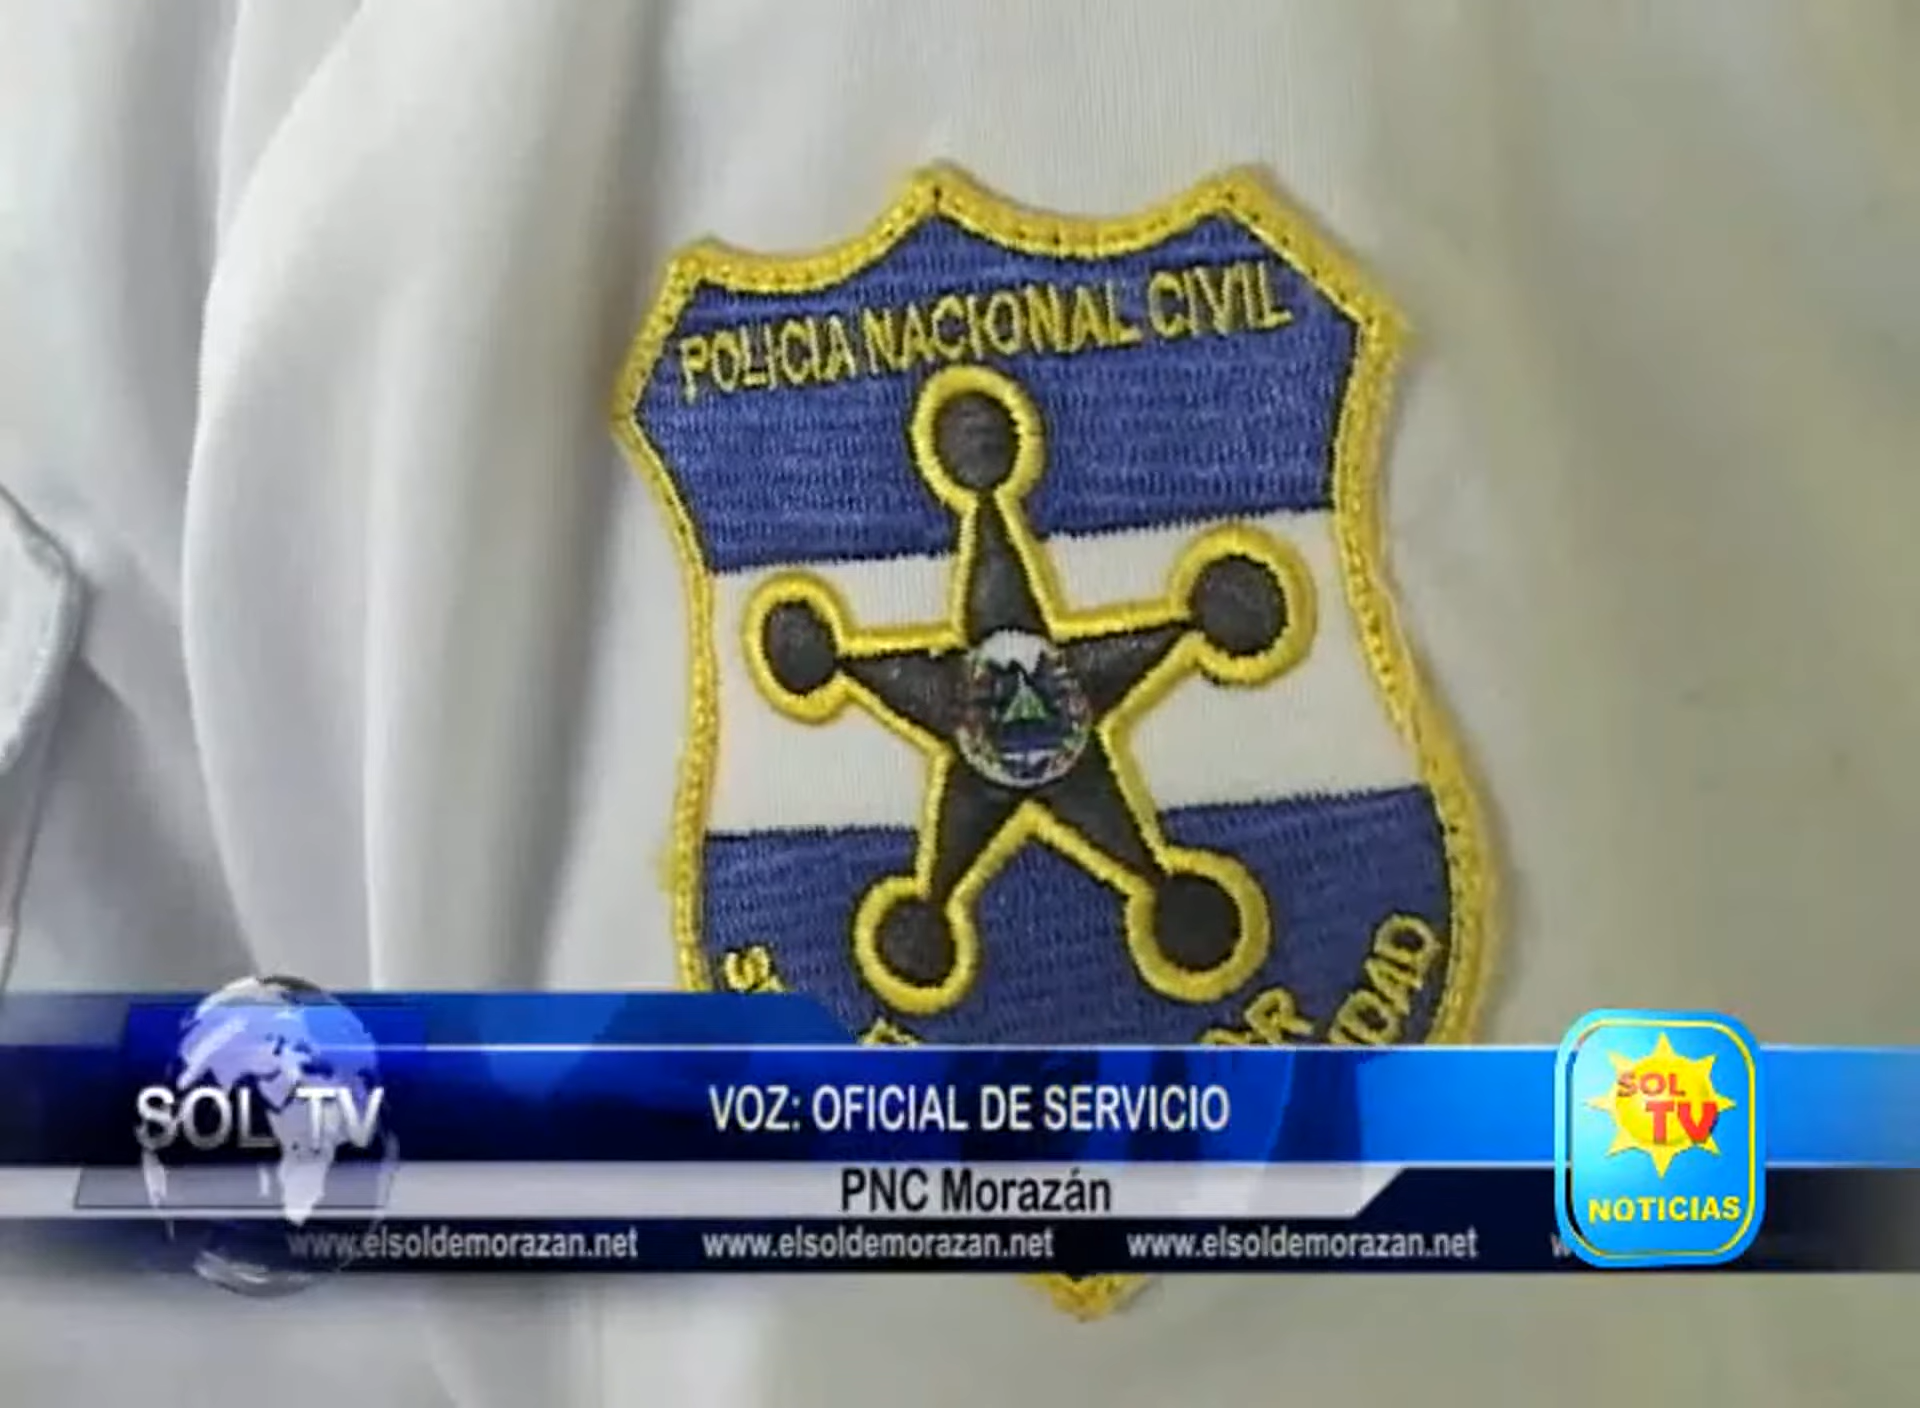 POLICIA NACIONAL CIVIL
SOL TV
VOZ: OFICIAL DE SERVICIO
PNC Morazán
www.elsoldemorazan.net www.elsoldemorazan.net www.elsoldemorazan.net
SOL
TV
NOTICIAS